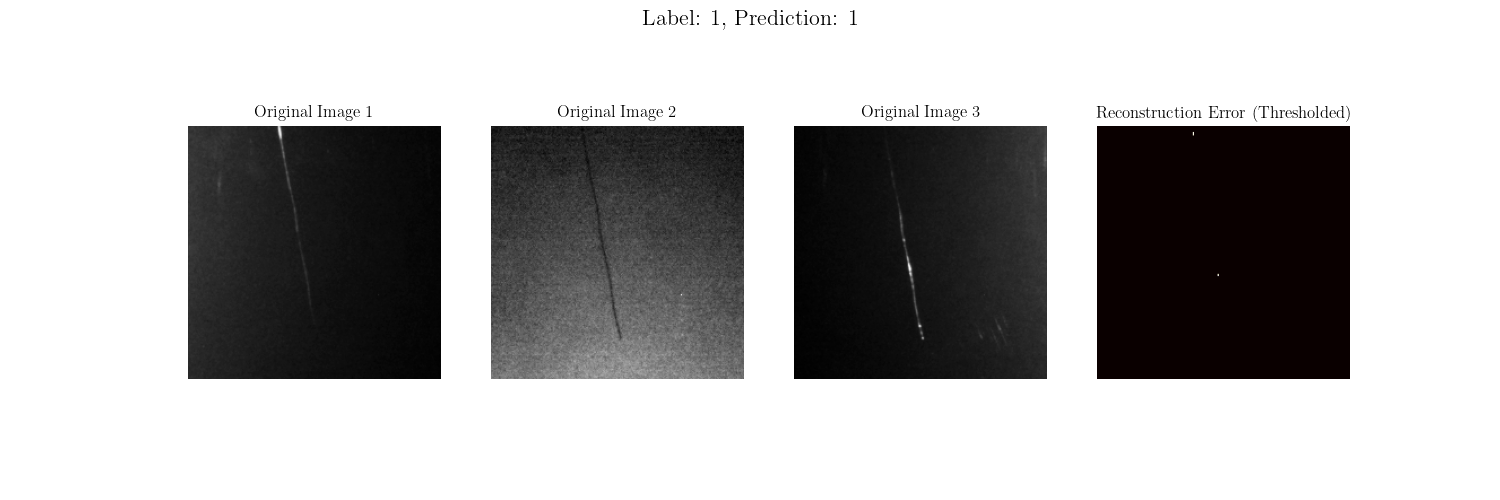 Label: 1, Prediction: 1
Original Image 1
Original Image 2
Original Image 3
Reconstruction Error (Thresholded)